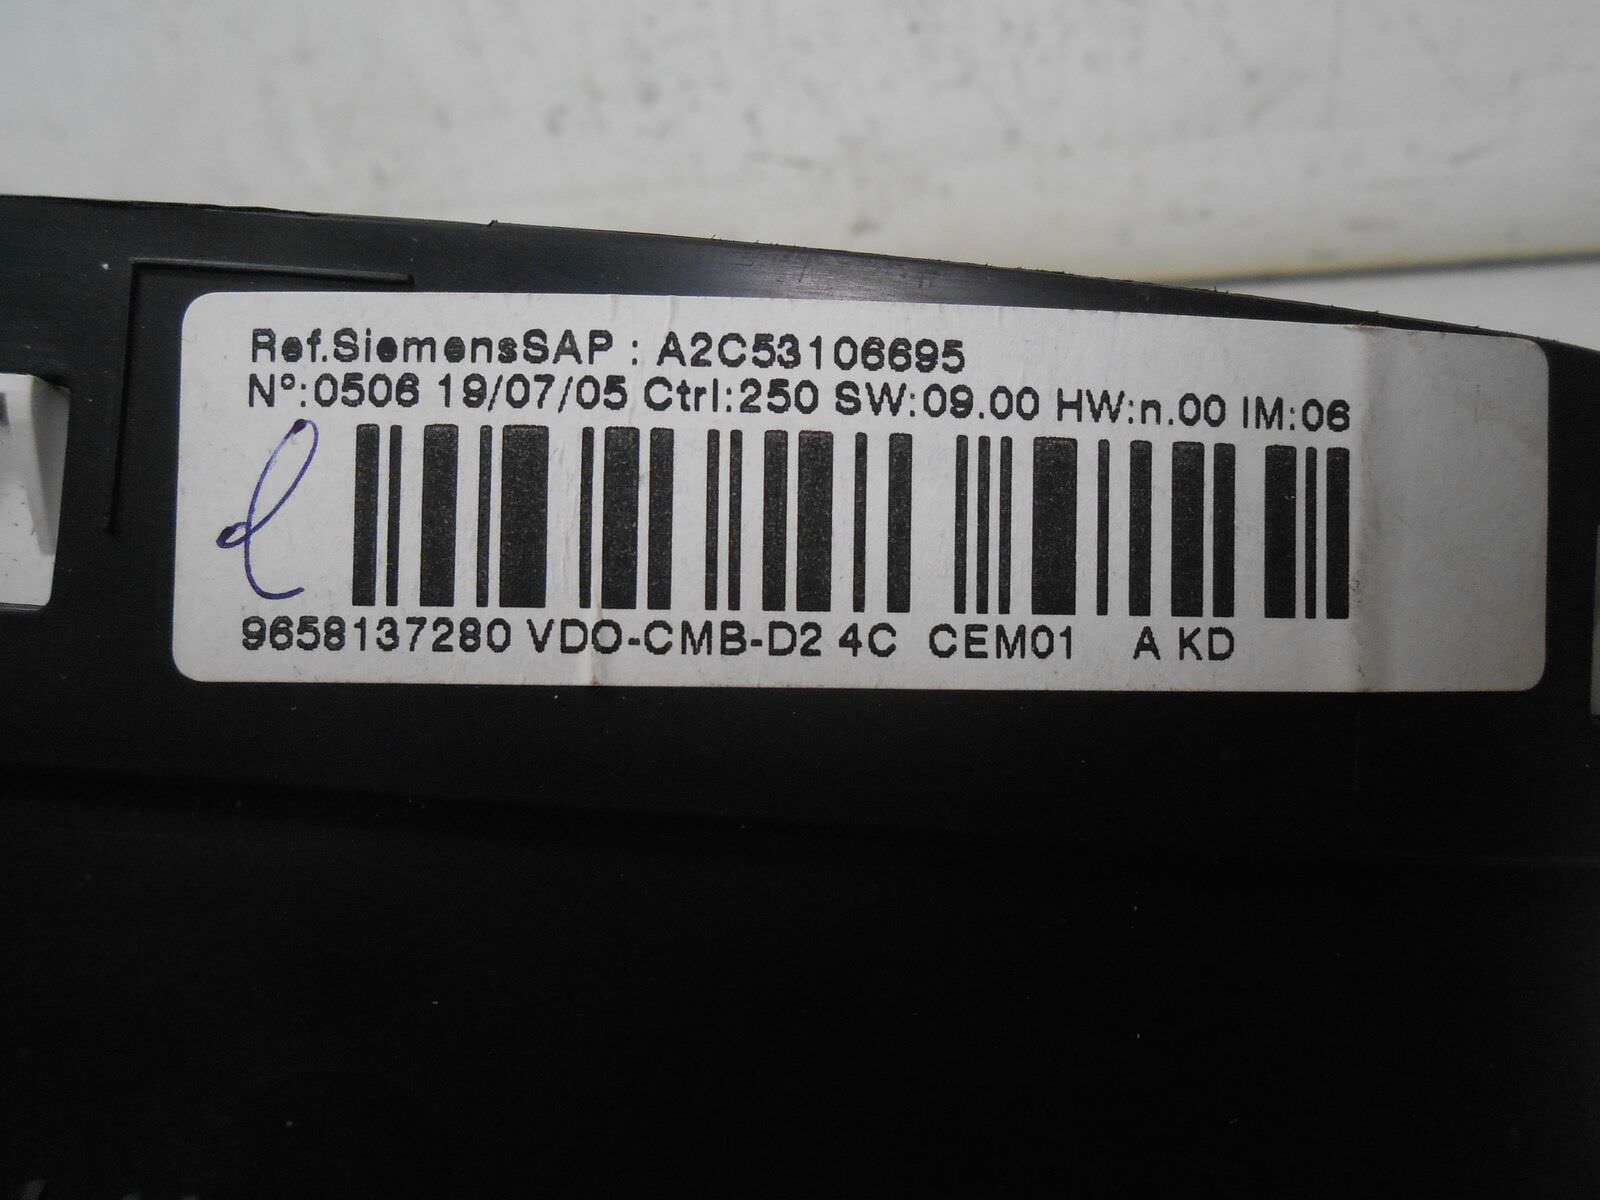 Ref.SiemensSAP : A2C53106695
N°:0506 19/07/05 Ctrl:250 SW:09.00 HW:n.00 IM:06
9658137280 VDO-CMB-D2 4C CEM01 A KD